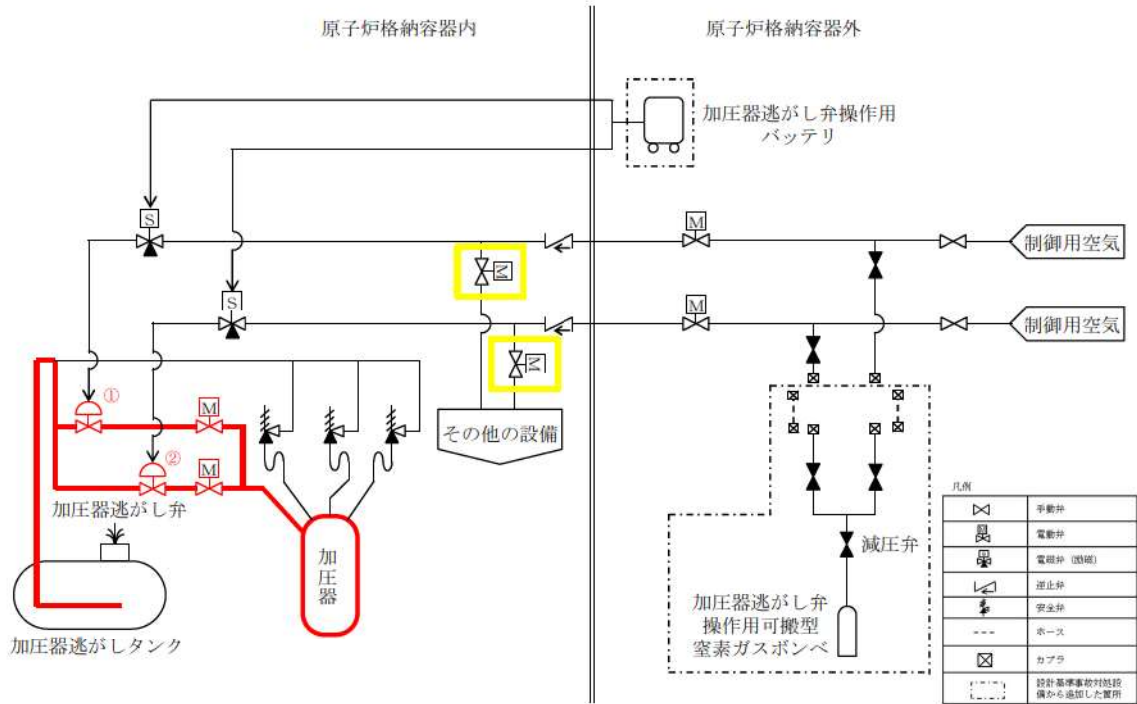 原子炉格納容器内
原子炉格納容器外
加圧器逃がし弁操作用
バッテリ
S
M
制御用空気
M
S
M
制御用空気
M
①
M
その他の設備
②
M
加圧器逃がし弁
加圧器
減圧弁
加圧器逃がし弁
操作用可搬型
窒素ガスボンベ
加圧器逃がしタンク
凡例
手動弁
電動弁
電磁弁（励磁）
逆止弁
安全弁
ホース
カプラ
設計基準事故対処設
備から追加した箇所